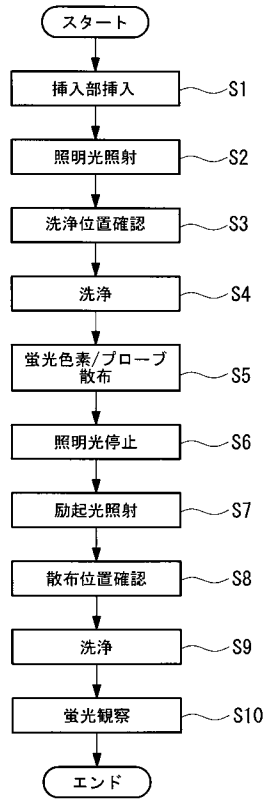 スタート
挿入部挿入 S1
照明光照射 S2
洗浄位置確認 S3
洗浄 S4
蛍光色素/プローブ
散布 S5
照明光停止 S6
励起光照射 S7
散布位置確認 S8
洗浄 S9
蛍光観察 S10
エンド